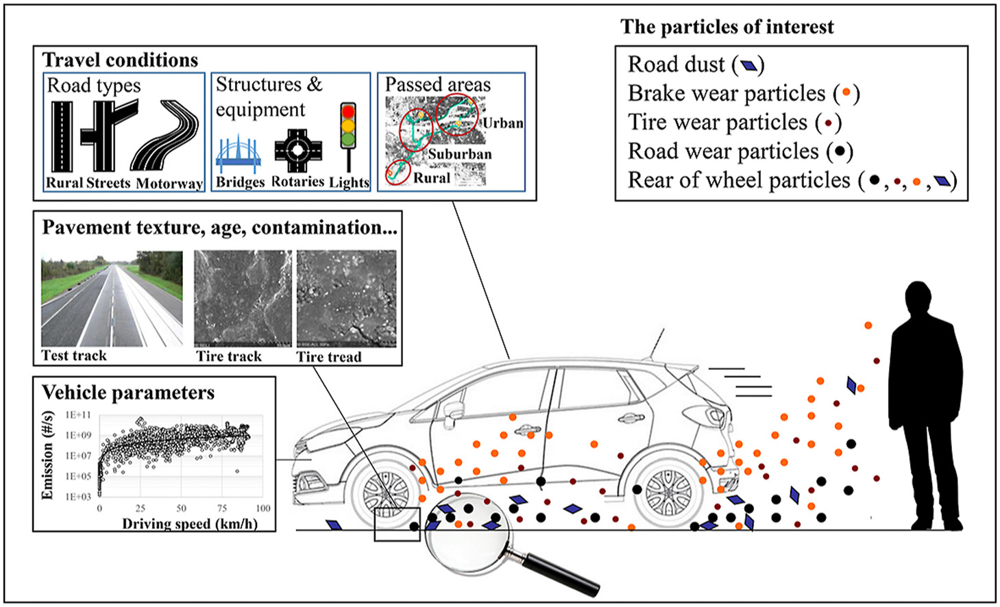 The particles of interest
Road dust ( )
Brake wear particles ( )
Tire wear particles ( )
Road wear particles ( )
Rear of wheel particles ( , , , )
Travel conditions
Road types
Rural Streets Motorway
Structures &
equipment
Bridges Rotaries Lights
Passed areas
Urban
Suburban
Rural
Pavement texture, age, contamination...
Test track
Tire track
Tire tread
Vehicle parameters
Emission (#/s)
1E+11
1E+09
1E+07
1E+05
1E+03
0 25 50 75 100
Driving speed (km/h)